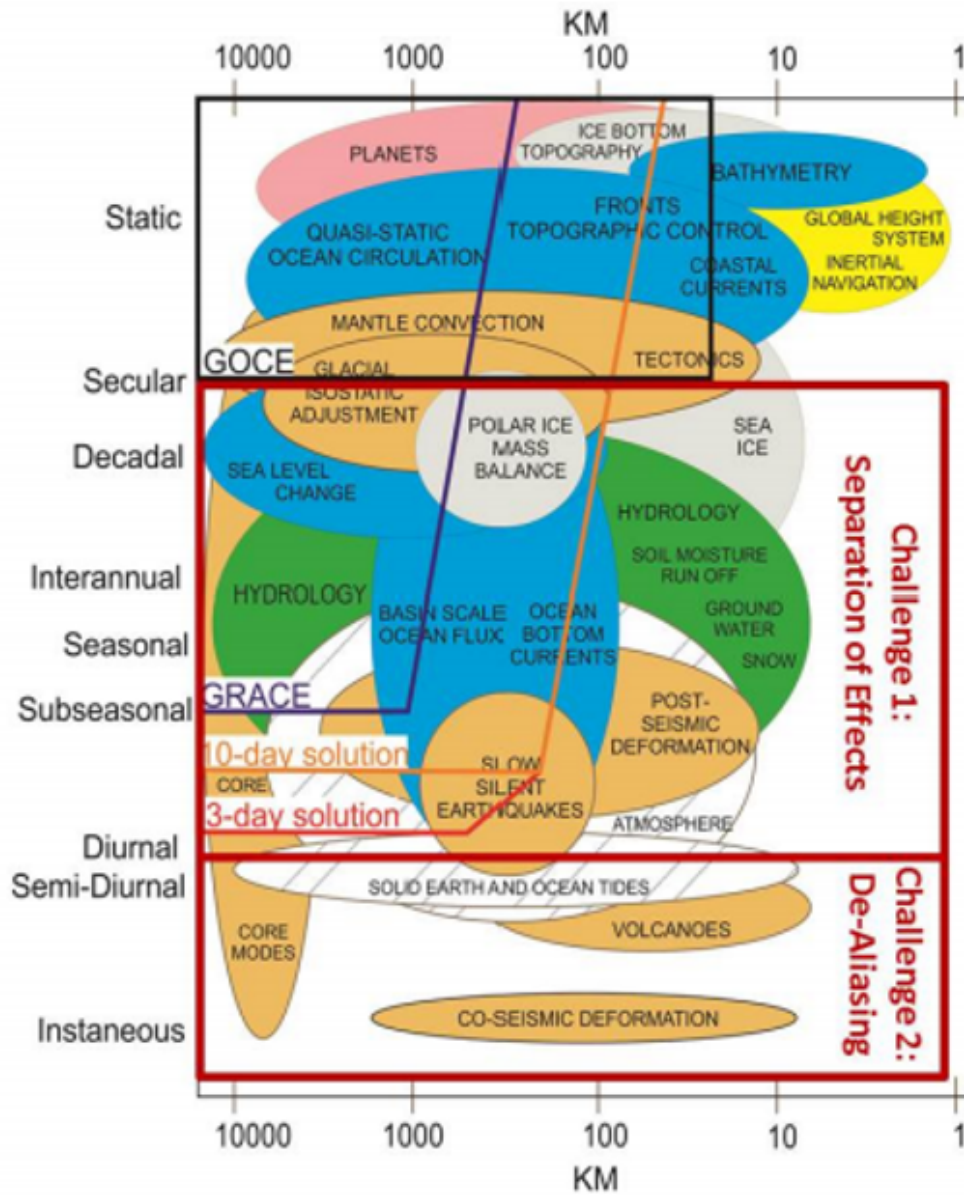 KM
10000 1000 100 10 1
Static
Secular
Decadal
Interannual
Seasonal
Subseasonal
Diurnal
Semi-Diurnal
Instaneous
PLANETS
ICE BOTTOM
TOPOGRAPHY
BATHYMETRY
GLOBAL HEIGHT
SYSTEM
INERTIAL
NAVIGATION
QUASI-STATIC
OCEAN CIRCULATION
FRONTS
TOPOGRAPHIC CONTROL
COASTAL
CURRENTS
MANTLE CONVECTION
TECTONICS
GOCE
GLACIAL
ISOSTATIC
ADJUSTMENT
POLAR ICE
MASS
BALANCE
SEA
ICE
SEA LEVEL
CHANGE
HYDROLOGY
SOIL MOISTURE
RUN OFF
GROUND
WATER
SNOW
HYDROLOGY
BASIN SCALE
OCEAN FLUX
OCEAN
BOTTOM
CURRENTS
GRACE
POST-
SEISMIC
DEFORMATION
10-day solution
CORE
3-day solution
SLOW
SILENT
EARTHQUAKES
ATMOSPHERE
SOLID EARTH AND OCEAN TIDES
CORE
MODES
VOLCANOES
CO-SEISMIC DEFORMATION
Challlenge 1:
Separation of Effects
Challenge 2:
De-Aliasing
10000 1000 100 10 1
KM